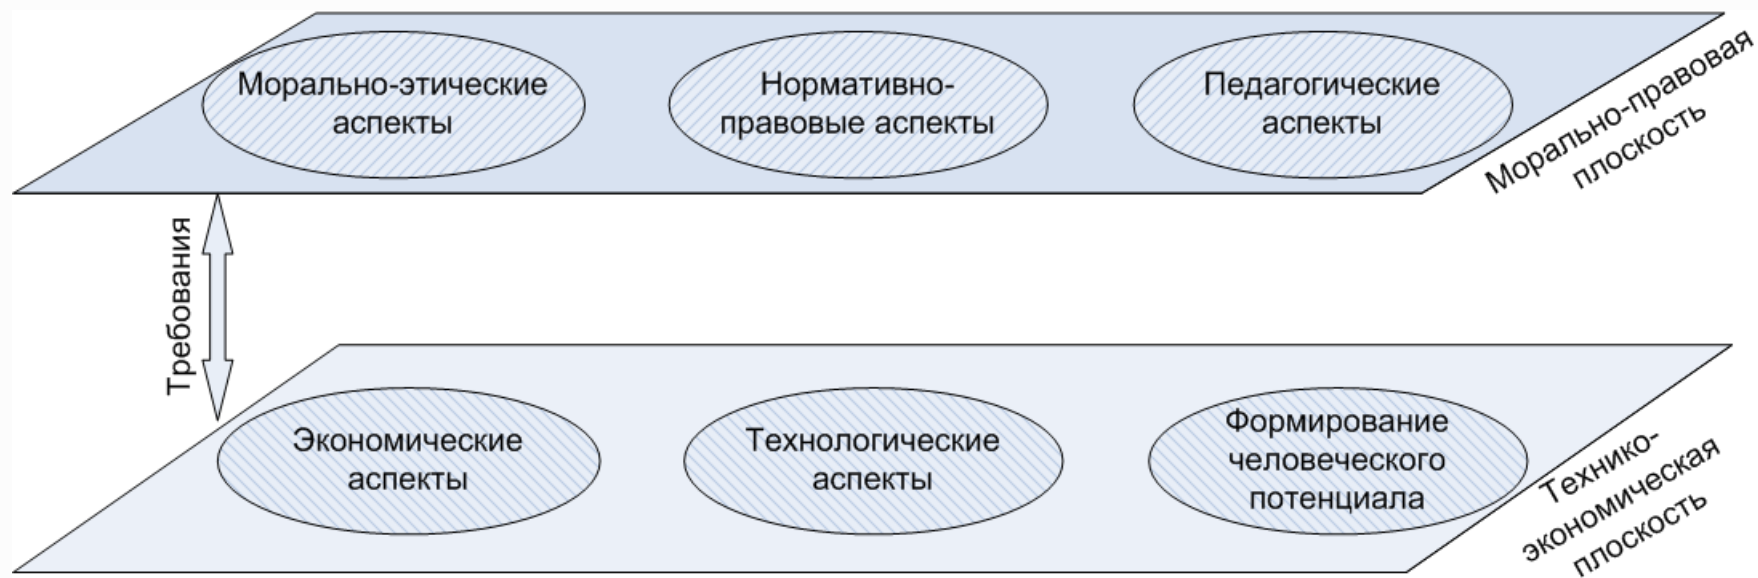 Морально-этические
аспекты
Нормативно-
правовые аспекты
Педагогические
аспекты
Морально-правовая
плоскость
Требования
Экономические
аспекты
Технологические
аспекты
Формирование
человеческого
потенциала
Технико-
экономическая
плоскость